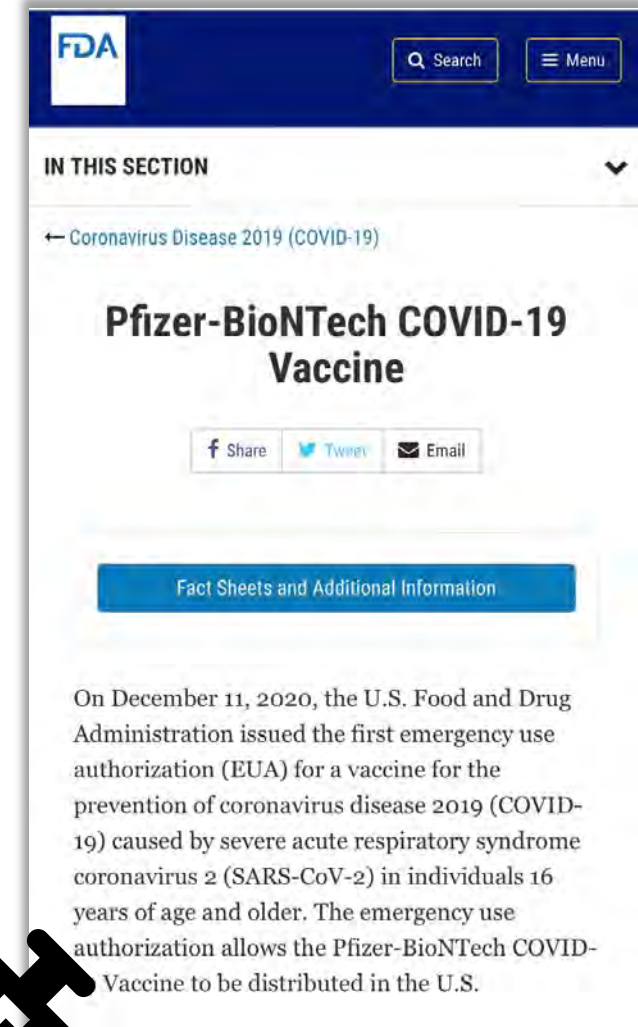 FDA
Search
Menu
IN THIS SECTION
← Coronavirus Disease 2019 (COVID-19)
Pfizer-BioNTech COVID-19
Vaccine
Share
Tweet
Email
Fact Sheets and Additional Information
On December 11, 2020, the U.S. Food and Drug
Administration issued the first emergency use
authorization (EUA) for a vaccine for the
prevention of coronavirus disease 2019 (COVID-
19) caused by severe acute respiratory syndrome
coronavirus 2 (SARS-CoV-2) in individuals 16
years of age and older. The emergency use
authorization allows the Pfizer-BioNTech COVID-
Vaccine to be distributed in the U.S.